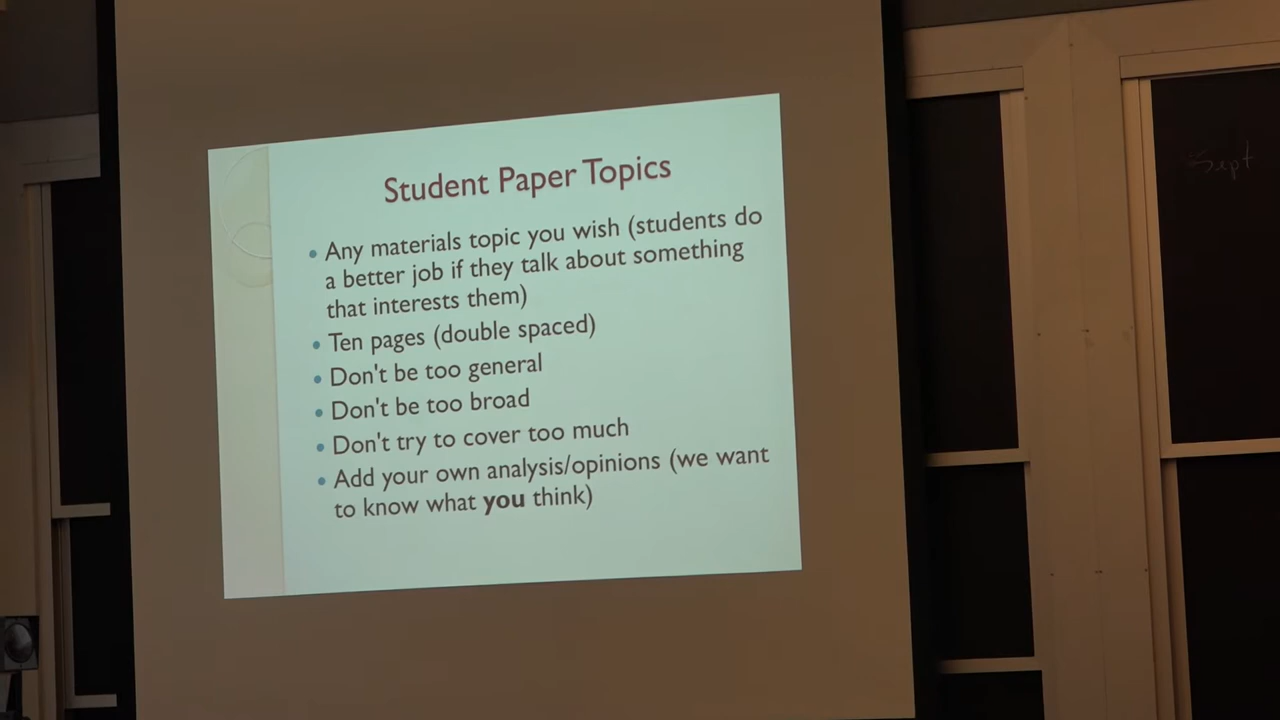 Student Paper Topics
• Any materials topic you wish (students do
a better job if they talk about something
that interests them)
• Ten pages (double spaced)
• Don't be too general
• Don't be too broad
• Don't try to cover too much
• Add your own analysis/opinions (we want
to know what you think)
Sept